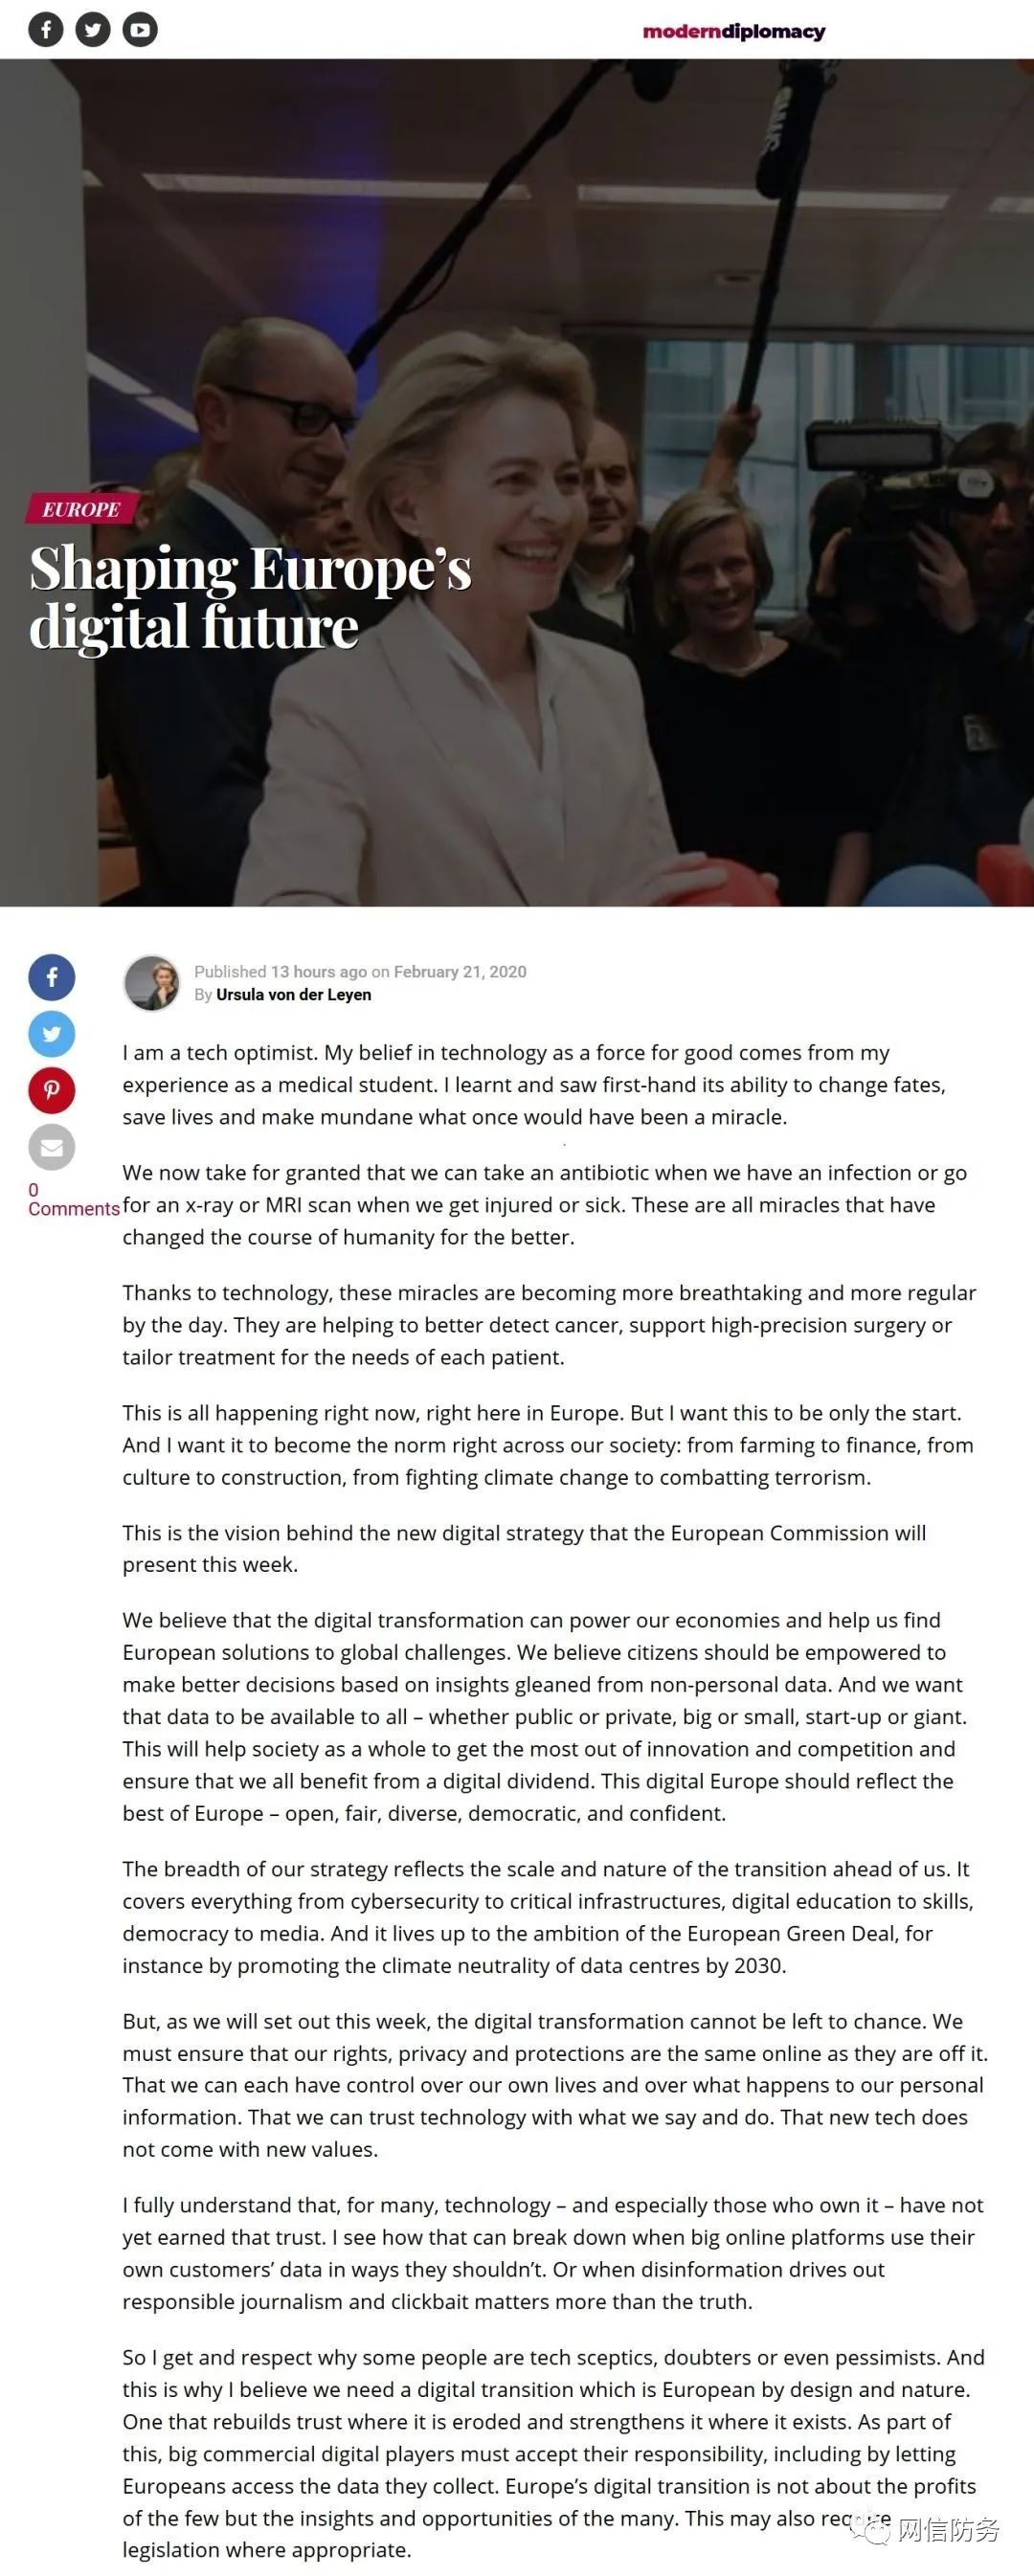 moderndiplomacy
EUROPE
Shaping Europe's
digital future
Published 13 hours ago on February 21, 2020
By Ursula von der Leyen
I am a tech optimist. My belief in technology as a force for good comes from my
experience as a medical student. I learnt and saw first-hand its ability to change fates,
save lives and make mundane what once would have been a miracle.
We now take for granted that we can take an antibiotic when we have an infection or go
0
Comments
for an x-ray or MRI scan when we get injured or sick. These are all miracles that have
changed the course of humanity for the better.
Thanks to technology, these miracles are becoming more breathtaking and more regular
by the day. They are helping to better detect cancer, support high-precision surgery or
tailor treatment for the needs of each patient.
This is all happening right now, right here in Europe. But I want this to be only the start.
And I want it to become the norm right across our society: from farming to finance, from
culture to construction, from fighting climate change to combatting terrorism.
This is the vision behind the new digital strategy that the European Commission will
present this week.
We believe that the digital transformation can power our economies and help us find
European solutions to global challenges. We believe citizens should be empowered to
make better decisions based on insights gleaned from non-personal data. And we want
that data to be available to all – whether public or private, big or small, start-up or giant.
This will help society as a whole to get the most out of innovation and competition and
ensure that we all benefit from a digital dividend. This digital Europe should reflect the
best of Europe – open, fair, diverse, democratic, and confident.
The breadth of our strategy reflects the scale and nature of the transition ahead of us. It
covers everything from cybersecurity to critical infrastructures, digital education to skills,
democracy to media. And it lives up to the ambition of the European Green Deal, for
instance by promoting the climate neutrality of data centres by 2030.
But, as we will set out this week, the digital transformation cannot be left to chance. We
must ensure that our rights, privacy and protections are the same online as they are off it.
That we can each have control over our own lives and over what happens to our personal
information. That we can trust technology with what we say and do. That new tech does
not come with new values.
I fully understand that, for many, technology – and especially those who own it – have not
yet earned that trust. I see how that can break down when big online platforms use their
own customers' data in ways they shouldn't. Or when disinformation drives out
responsible journalism and clickbait matters more than the truth.
So I get and respect why some people are tech sceptics, doubters or even pessimists. And
this is why I believe we need a digital transition which is European by design and nature.
One that rebuilds trust where it is eroded and strengthens it where it exists. As part of
this, big commercial digital players must accept their responsibility, including by letting
Europeans access the data they collect. Europe's digital transition is not about the profits
of the few but the insights and opportunities of the many. This may also require
网信防务
legislation where appropriate.